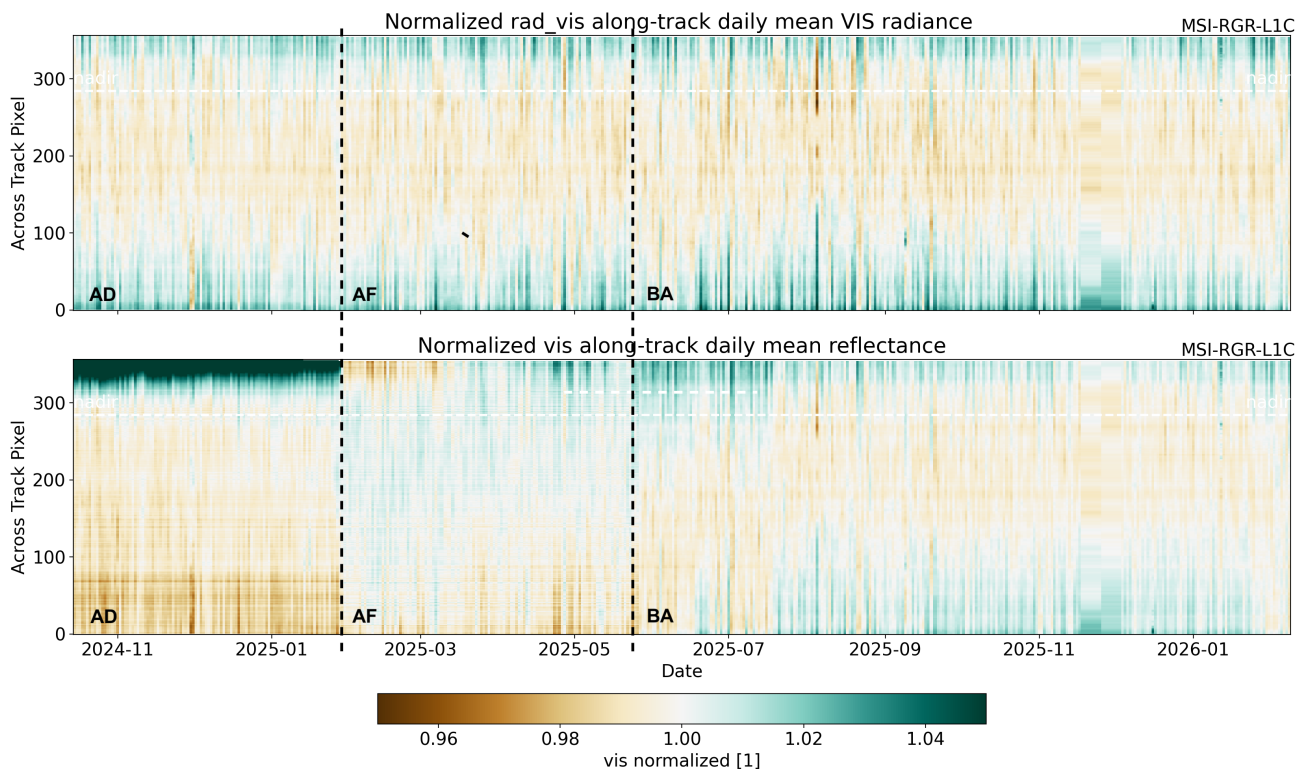 Normalized rad_vis along-track daily mean VIS radiance
MSI-RGR-L1C
300
200
100
0
Across Track Pixel
nadir
nadir
AD
AF
BA
Normalized vis along-track daily mean reflectance
MSI-RGR-L1C
300
200
100
0
Across Track Pixel
nadir
nadir
AD
AF
BA
2024-11 2025-01 2025-03 2025-05 2025-07 2025-09 2025-11 2026-01
Date
0.96 0.98 1.00 1.02 1.04
vis normalized [1]